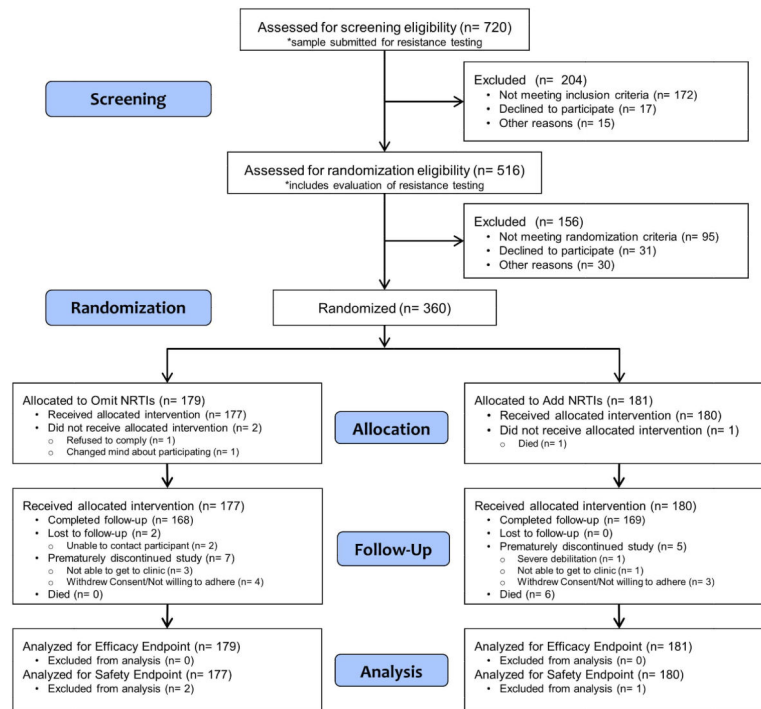 Assessed for screening eligibility (n= 720)
*sample submitted for resistance testing
Screening
Excluded (n= 204)
• Not meeting inclusion criteria (n= 172)
• Declined to participate (n= 17)
• Other reasons (n= 15)
Assessed for randomization eligibility (n= 516)
*includes evaluation of resistance testing
Excluded (n= 156)
• Not meeting randomization criteria (n= 95)
• Declined to participate (n= 31)
• Other reasons (n= 30)
Randomization
Randomized (n= 360)
Allocated to Omit NRTIs (n= 179)
• Received allocated intervention (n= 177)
• Did not receive allocated intervention (n= 2)
o Refused to comply (n= 1)
o Changed mind about participating (n= 1)
Allocation
Allocated to Add NRTIs (n= 181)
• Received allocated intervention (n= 180)
• Did not receive allocated intervention (n= 1)
o Died (n= 1)
Received allocated intervention (n= 177)
• Completed follow-up (n= 168)
• Lost to follow-up (n= 2)
o Unable to contact participant (n= 2)
• Prematurely discontinued study (n= 7)
o Not able to get to clinic (n= 3)
o Withdrew Consent/Not willing to adhere (n= 4)
• Died (n= 0)
Follow-Up
Received allocated intervention (n= 180)
• Completed follow-up (n= 169)
• Lost to follow-up (n= 0)
• Prematurely discontinued study (n= 5)
o Severe debilitation (n= 1)
o Not able to get to clinic (n= 1)
o Withdrew Consent/Not willing to adhere (n= 3)
• Died (n= 6)
Analyzed for Efficacy Endpoint (n= 179)
• Excluded from analysis (n= 0)
Analyzed for Safety Endpoint (n= 177)
• Excluded from analysis (n= 2)
Analysis
Analyzed for Efficacy Endpoint (n= 181)
• Excluded from analysis (n= 0)
Analyzed for Safety Endpoint (n= 180)
• Excluded from analysis (n= 1)